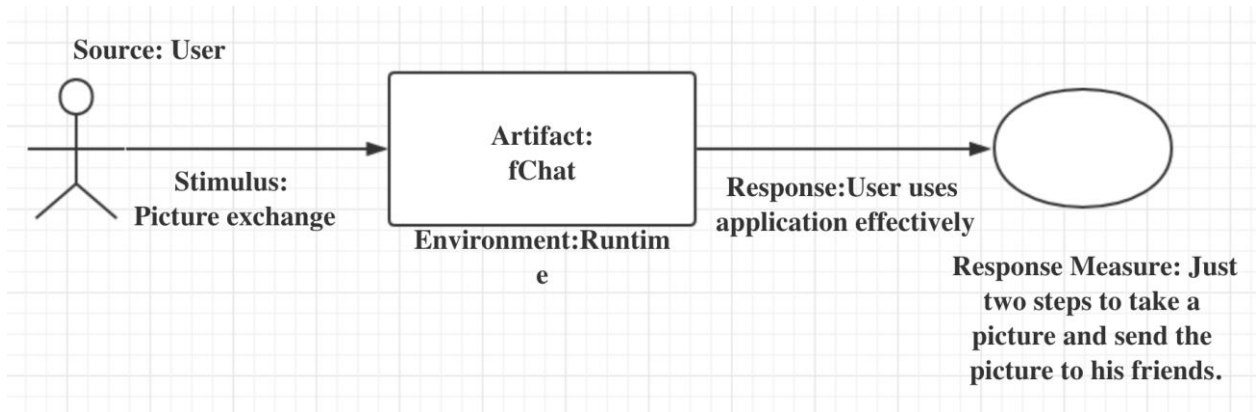 Source: User
Stimulus:
Picture exchange
Artifact:
fChat
Environment:Runtim
e
Response:User uses
application effectively
Response Measure: Just
two steps to take a
picture and send the
picture to his friends.